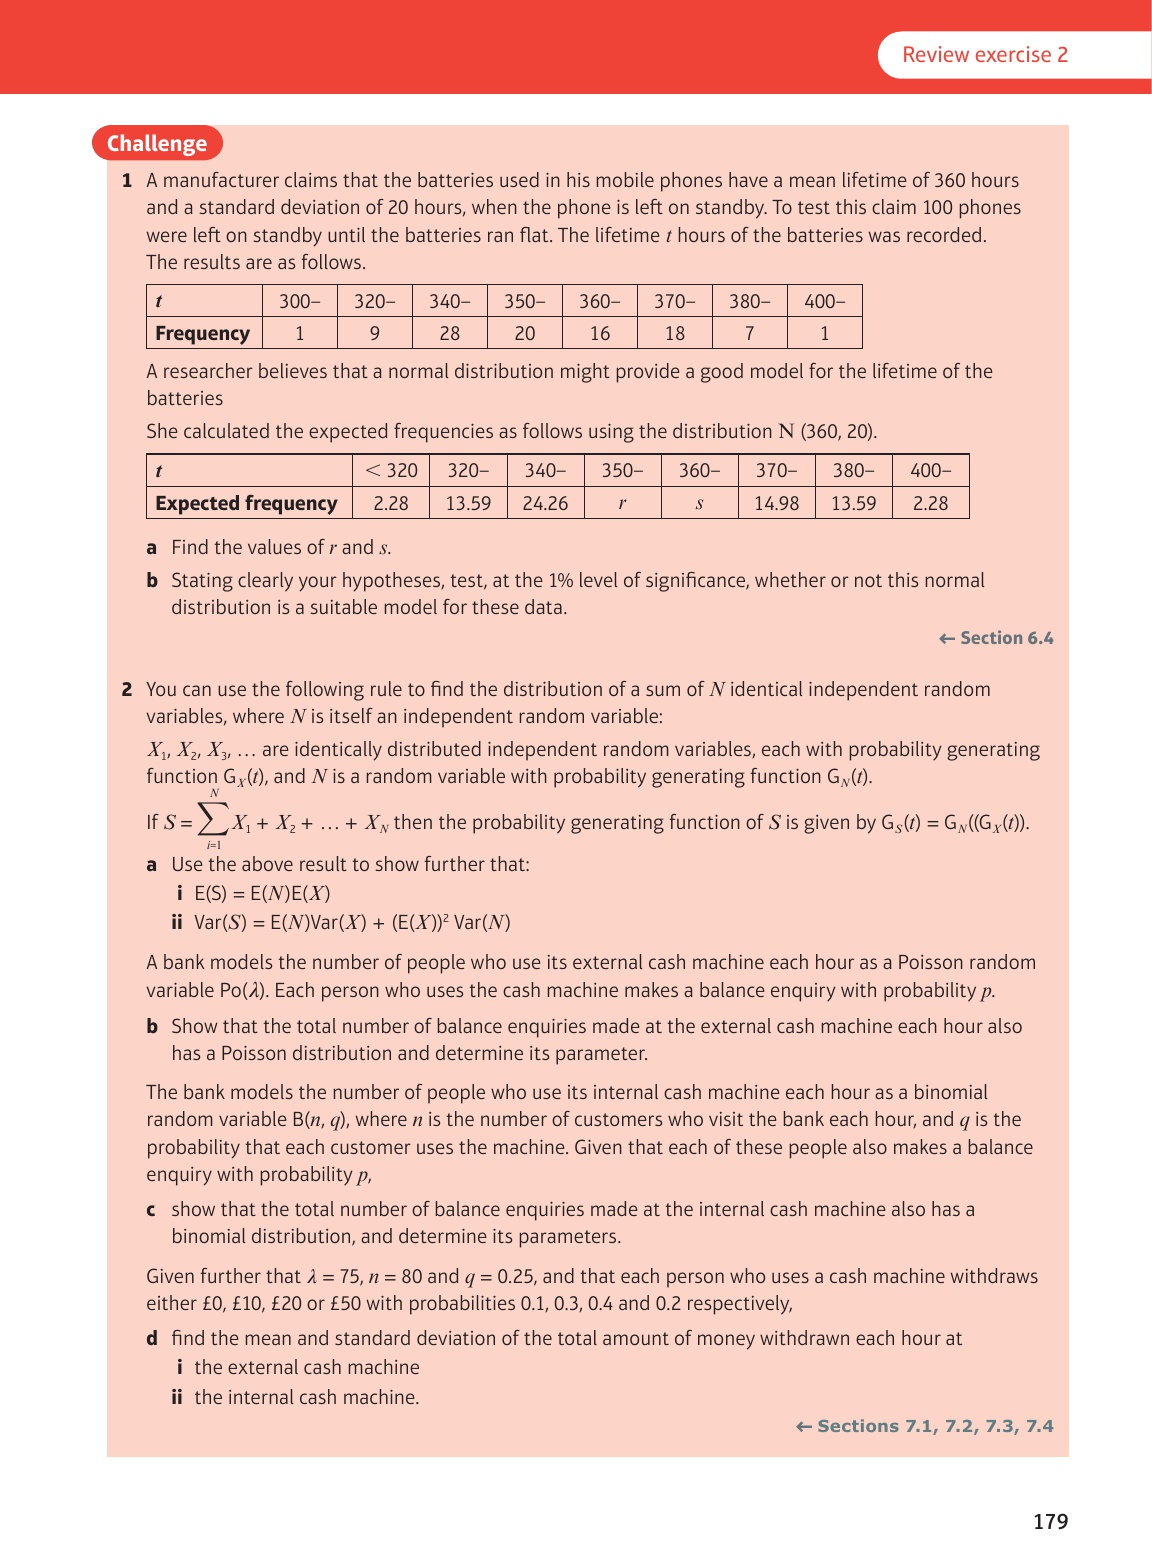 Review exercise 2
Challenge
1 A manufacturer claims that the batteries used in his mobile phones have a mean lifetime of 360 hours
and a standard deviation of 20 hours, when the phone is left on standby. To test this claim 100 phones
were left on standby until the batteries ran flat. The lifetime t hours of the batteries was recorded.
The results are as follows.
t 300– 320– 340– 350– 360– 370– 380– 400–
Frequency 1 9 28 20 16 18 7 1
A researcher believes that a normal distribution might provide a good model for the lifetime of the
batteries
She calculated the expected frequencies as follows using the distribution N (360, 20).
t < 320 320– 340– 350– 360– 370– 380– 400–
Expected frequency 2.28 13.59 24.26 r s 14.98 13.59 2.28
a Find the values of r and s.
b Stating clearly your hypotheses, test, at the 1% level of significance, whether or not this normal
distribution is a suitable model for these data.
← Section 6.4
2 You can use the following rule to find the distribution of a sum of N identical independent random
variables, where N is itself an independent random variable:
X₁, X₂, X₃, … are identically distributed independent random variables, each with probability generating
function G_X(t), and N is a random variable with probability generating function G_N(t).
If S = ∑_{i=1}^{N} X₁ + X₂ + … + X_N then the probability generating function of S is given by G_S(t) = G_N((G_X(t)).
a Use the above result to show further that:
i E(S) = E(N)E(X)
ii Var(S) = E(N)Var(X) + (E(X))² Var(N)
A bank models the number of people who use its external cash machine each hour as a Poisson random
variable Po(λ). Each person who uses the cash machine makes a balance enquiry with probability p.
b Show that the total number of balance enquiries made at the external cash machine each hour also
has a Poisson distribution and determine its parameter.
The bank models the number of people who use its internal cash machine each hour as a binomial
random variable B(n, q), where n is the number of customers who visit the bank each hour, and q is the
probability that each customer uses the machine. Given that each of these people also makes a balance
enquiry with probability p,
c show that the total number of balance enquiries made at the internal cash machine also has a
binomial distribution, and determine its parameters.
Given further that λ = 75, n = 80 and q = 0.25, and that each person who uses a cash machine withdraws
either £0, £10, £20 or £50 with probabilities 0.1, 0.3, 0.4 and 0.2 respectively,
d find the mean and standard deviation of the total amount of money withdrawn each hour at
i the external cash machine
ii the internal cash machine.
← Sections 7.1, 7.2, 7.3, 7.4
179